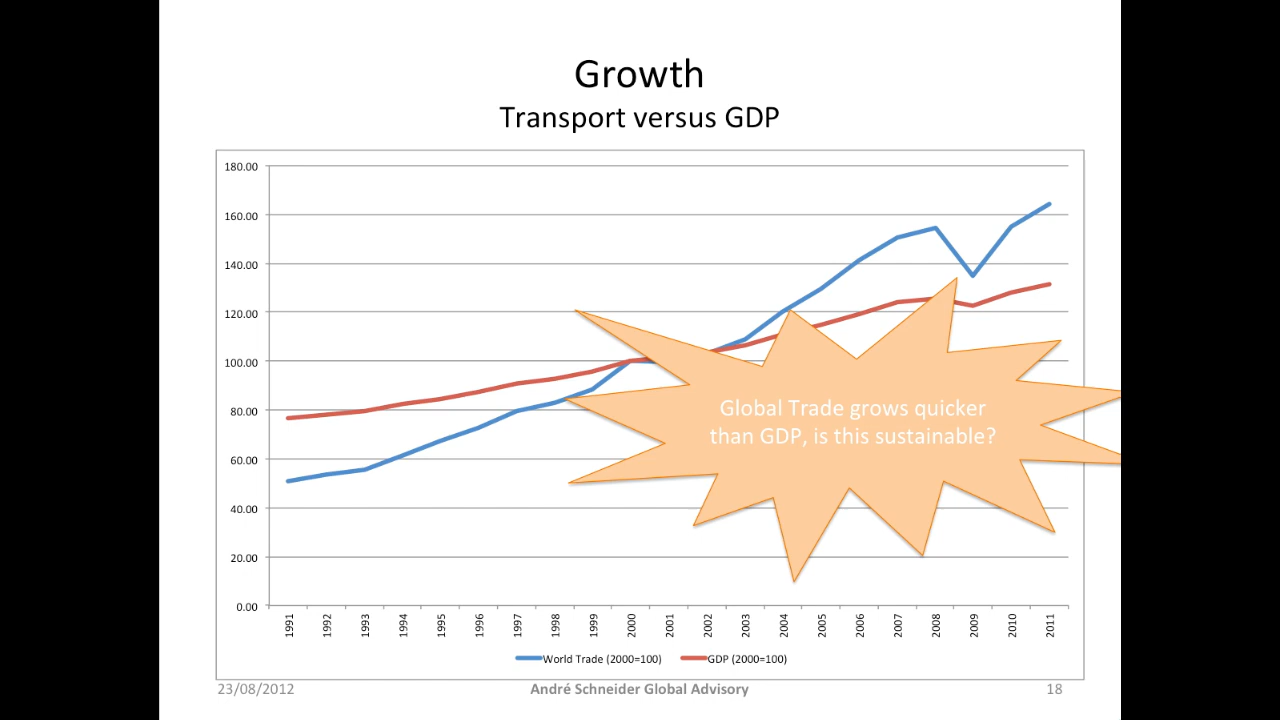 Growth
Transport versus GDP
180.00
160.00
140.00
120.00
100.00
80.00
60.00
40.00
20.00
0.00
Global Trade grows quicker
than GDP, is this sustainable?
1991 1992 1993 1994 1995 1996 1997 1998 1999 2000 2001 2002 2003 2004 2005 2006 2007 2008 2009 2010 2011
World Trade (2000=100) GDP (2000=100)
23/08/2012 André Schneider Global Advisory 18